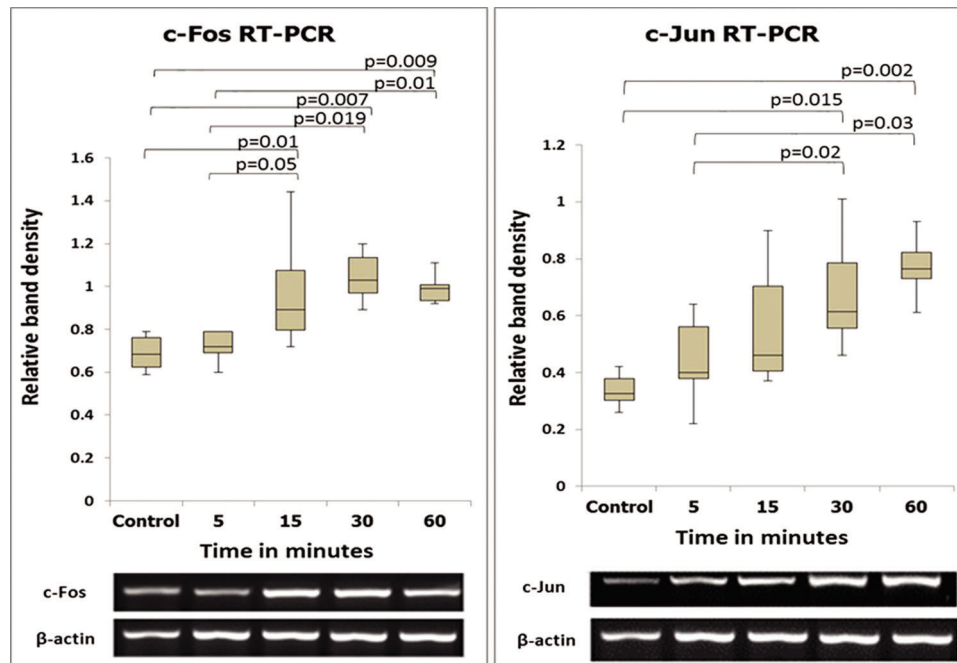 c-Fos RT-PCR
p=0.009
p=0.01
p=0.007
p=0.019
p=0.01
p=0.05
Relative band density
1.6
1.4
1.2
1
0.8
0.6
0.4
0.2
0
Control 5 15 30 60
Time in minutes
c-Fos
β-actin
c-Jun RT-PCR
p=0.002
p=0.015
p=0.03
p=0.02
Relative band density
1.2
1
0.8
0.6
0.4
0.2
0
Control 5 15 30 60
Time in minutes
c-Jun
β-actin